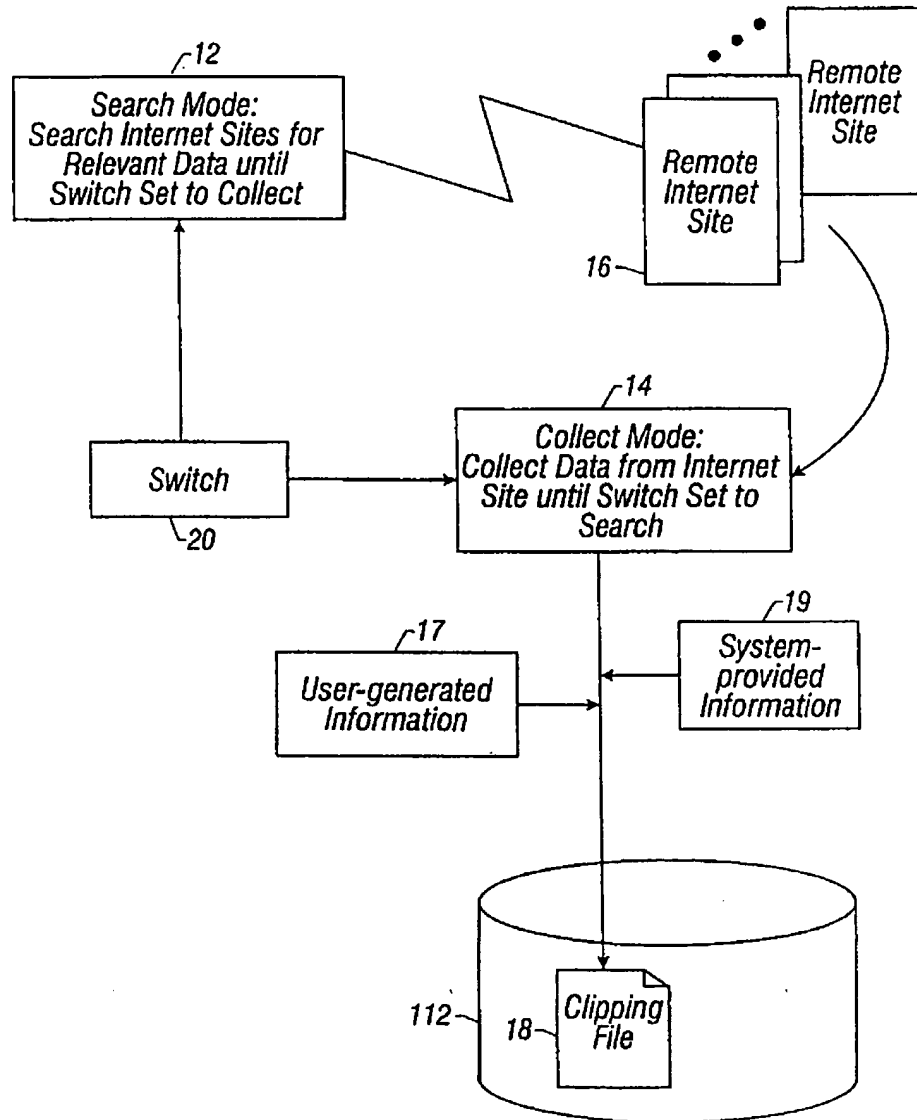 12
Search Mode:
Search Internet Sites for
Relevant Data until
Switch Set to Collect
Remote
Internet
Site
Remote
Internet
Site
16
14
Collect Mode:
Collect Data from Internet
Site until Switch Set to
Search
Switch
20
17
User-generated
Information
19
System-
provided
Information
112
18
Clipping
File